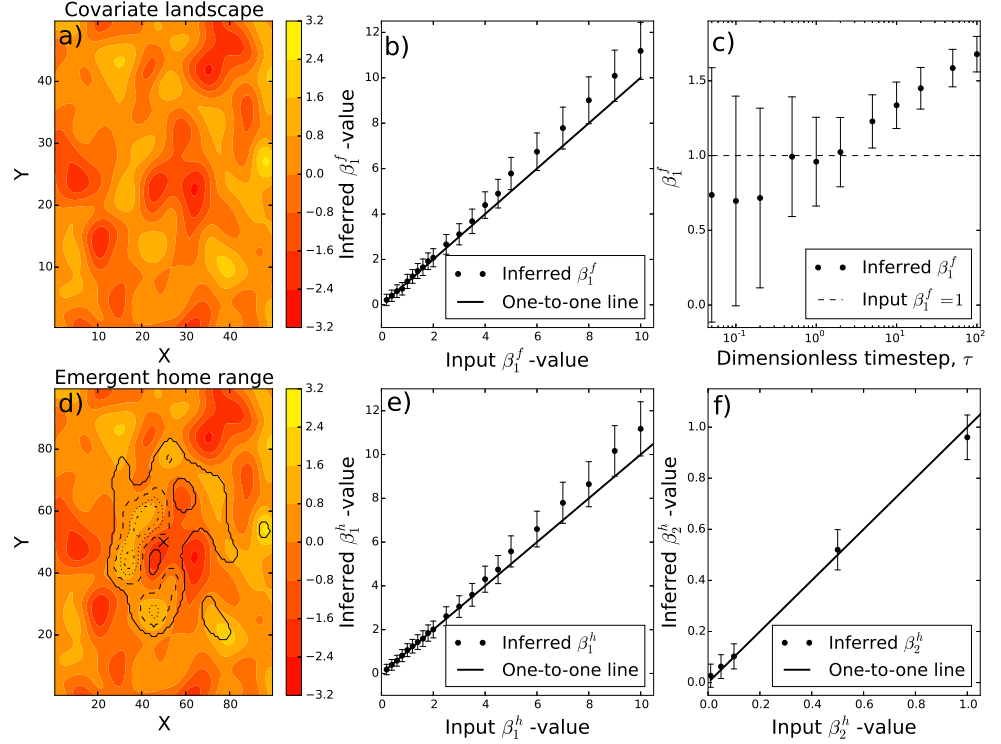 Covariate landscape
a)
Y
40
30
20
10
10 20 30 40
X
3.2
2.4
1.6
0.8
0.0
−0.8
−1.6
−2.4
−3.2
b)
Inferred β₁ᶠ -value
12
10
8
6
4
2
0
0 2 4 6 8 10
Input β₁ᶠ -value
Inferred β₁ᶠ
One-to-one line
c)
β₁ᶠ
1.5
1.0
0.5
0.0
10⁻¹ 10⁰ 10¹ 10²
Dimensionless timestep, τ
Inferred β₁ᶠ
Input β₁ᶠ =1
Emergent home range
d)
Y
80
60
40
20
20 40 60 80
X
3.2
2.4
1.6
0.8
0.0
−0.8
−1.6
−2.4
−3.2
e)
Inferred β₁ʰ -value
12
10
8
6
4
2
0
0 2 4 6 8 10
Input β₁ʰ -value
Inferred β₁ʰ
One-to-one line
f)
Inferred β₂ʰ -value
1.0
0.8
0.6
0.4
0.2
0.0
0.0 0.2 0.4 0.6 0.8 1.0
Input β₂ʰ -value
Inferred β₂ʰ
One-to-one line